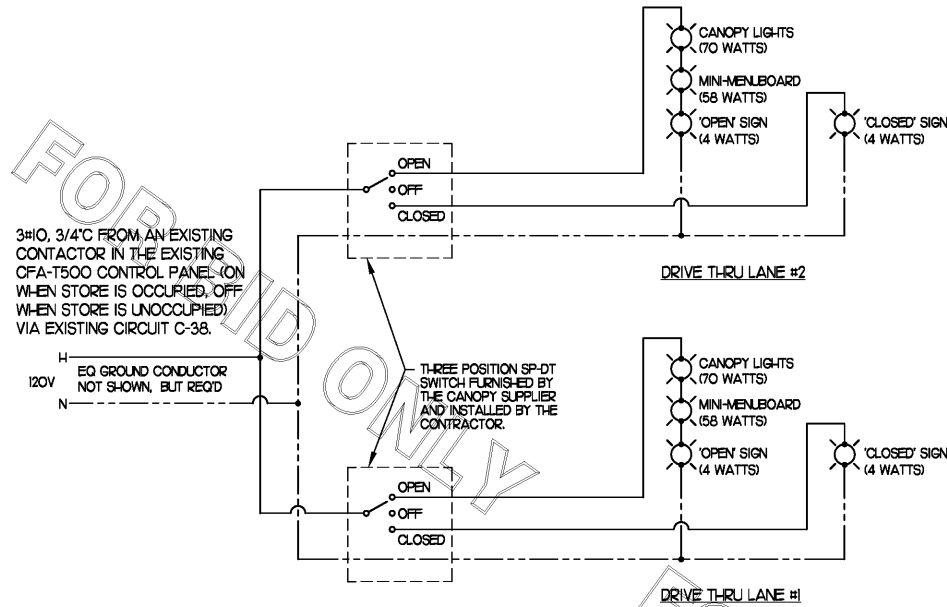 CANOPY LIGHTS
(70 WATTS)
MINI-MENUBOARD
(58 WATTS)
'OPEN' SIGN
(4 WATTS)
'CLOSED' SIGN
(4 WATTS)
OPEN
OFF
CLOSED
DRIVE THRU LANE #2
3#10, 3/4"C FROM AN EXISTING
CONTACTOR IN THE EXISTING
CFA-T500 CONTROL PANEL (ON
WHEN STORE IS OCCUPIED, OFF
WHEN STORE IS UNOCCUPIED)
VIA EXISTING CIRCUIT C-38.
H
120V
N
EQ GROUND CONDUCTOR
NOT SHOWN, BUT REQ'D
THREE POSITION SP-DT
SWITCH FURNISHED BY
THE CANOPY SUPPLIER
AND INSTALLED BY THE
CONTRACTOR.
CANOPY LIGHTS
(70 WATTS)
MINI-MENUBOARD
(58 WATTS)
'OPEN' SIGN
(4 WATTS)
'CLOSED' SIGN
(4 WATTS)
OPEN
OFF
CLOSED
DRIVE THRU LANE #1
FOR BID ONLY